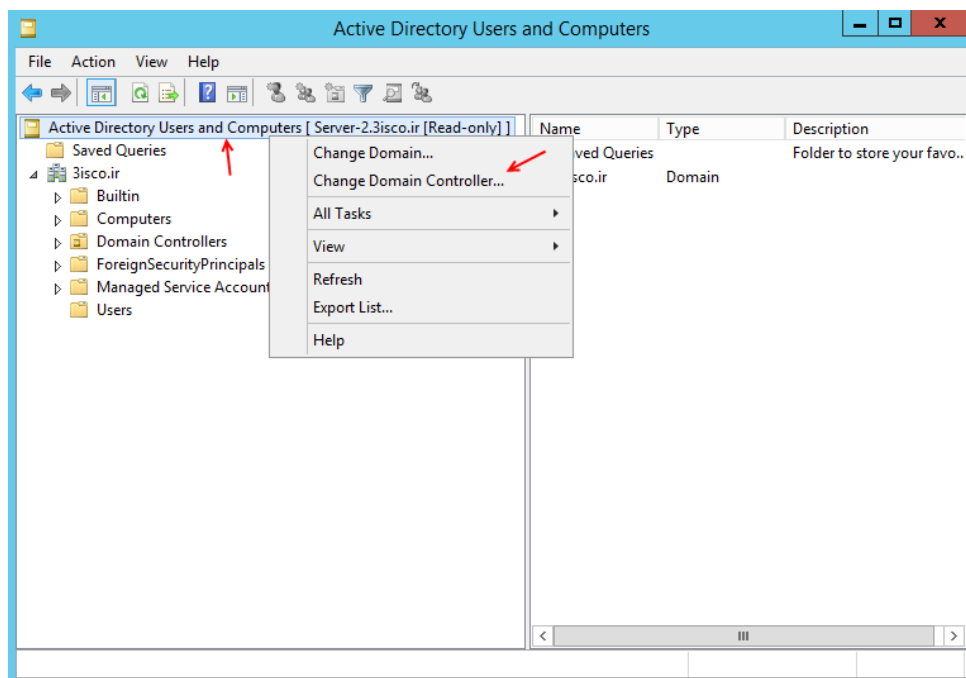 Active Directory Users and Computers
File Action View Help
Active Directory Users and Computers [ Server-2.3isco.ir [Read-only] ]
Saved Queries
3isco.ir
Builtin
Computers
Domain Controllers
ForeignSecurityPrincipals
Managed Service Account
Users
Change Domain...
Change Domain Controller...
All Tasks
View
Refresh
Export List...
Help
Name Type Description
ved Queries Folder to store your favo..
sco.ir Domain